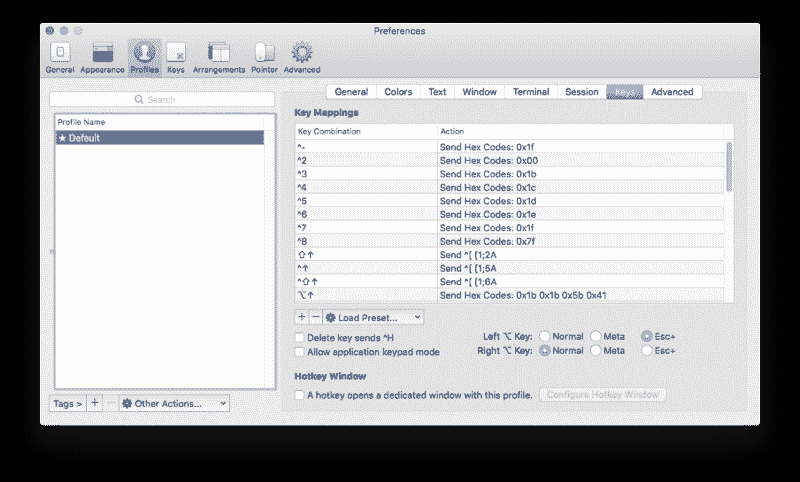 Preferences
General Appearance Profiles Keys Arrangements Pointer Advanced
Search
Profile Name
★ Default
Tags > + − Other Actions...
General Colors Text Window Terminal Session Keys Advanced
Key Mappings
Key Combination Action
^- Send Hex Codes: 0x1f
^2 Send Hex Codes: 0x00
^3 Send Hex Codes: 0x1b
^4 Send Hex Codes: 0x1c
^5 Send Hex Codes: 0x1d
^6 Send Hex Codes: 0x1e
^7 Send Hex Codes: 0x1f
^8 Send Hex Codes: 0x7f
⇧↑ Send ^[ [1;2A
^↑ Send ^[ [1;5A
^⇧↑ Send ^[ [1;6A
⌥↑ Send Hex Codes: 0x1b 0x1b 0x5b 0x41
+ − Load Preset...
Delete key sends ^H
Allow application keypad mode
Left ⌥ Key: Normal Meta Esc+
Right ⌥ Key: Normal Meta Esc+
Hotkey Window
A hotkey opens a dedicated window with this profile. Configure Hotkey Window